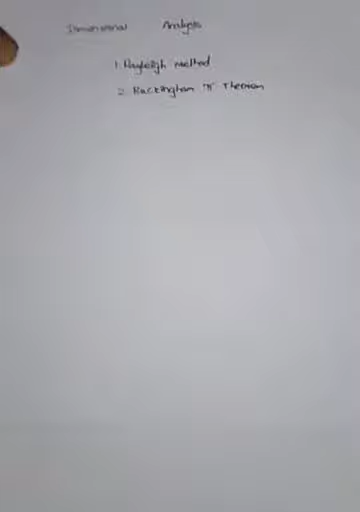 Dimensional Analysis
1. Rayleigh method
2. Buckingham "π" Theorem